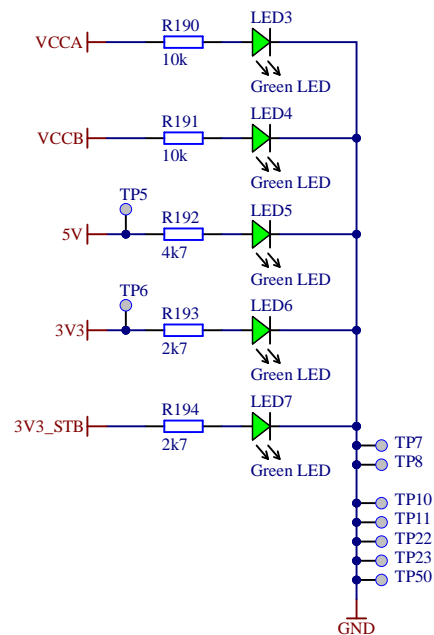 R190
LED3
VCCA
10k
Green LED
R191
LED4
VCCB
10k
Green LED
TP5
R192
LED5
5V
4k7
Green LED
TP6
R193
LED6
3V3
2k7
Green LED
R194
LED7
3V3_STB
2k7
Green LED
TP7
TP8
TP10
TP11
TP22
TP23
TP50
GND